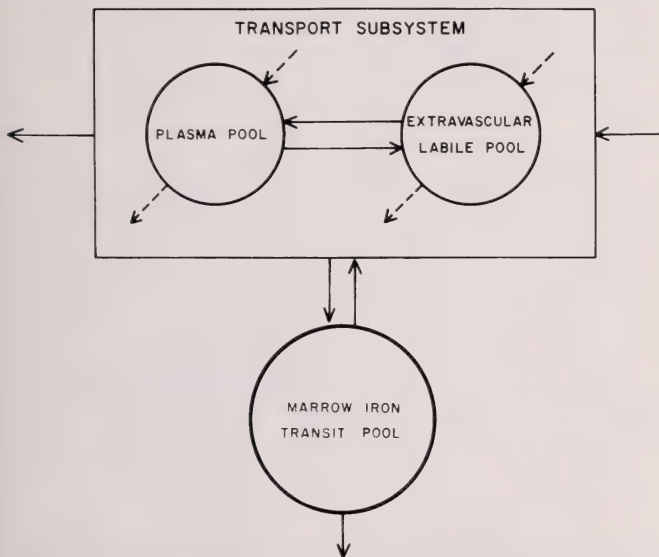 TRANSPORT SUBSYSTEM
PLASMA POOL
EXTRAVASCULAR
LABILE POOL
MARROW IRON
TRANSIT POOL